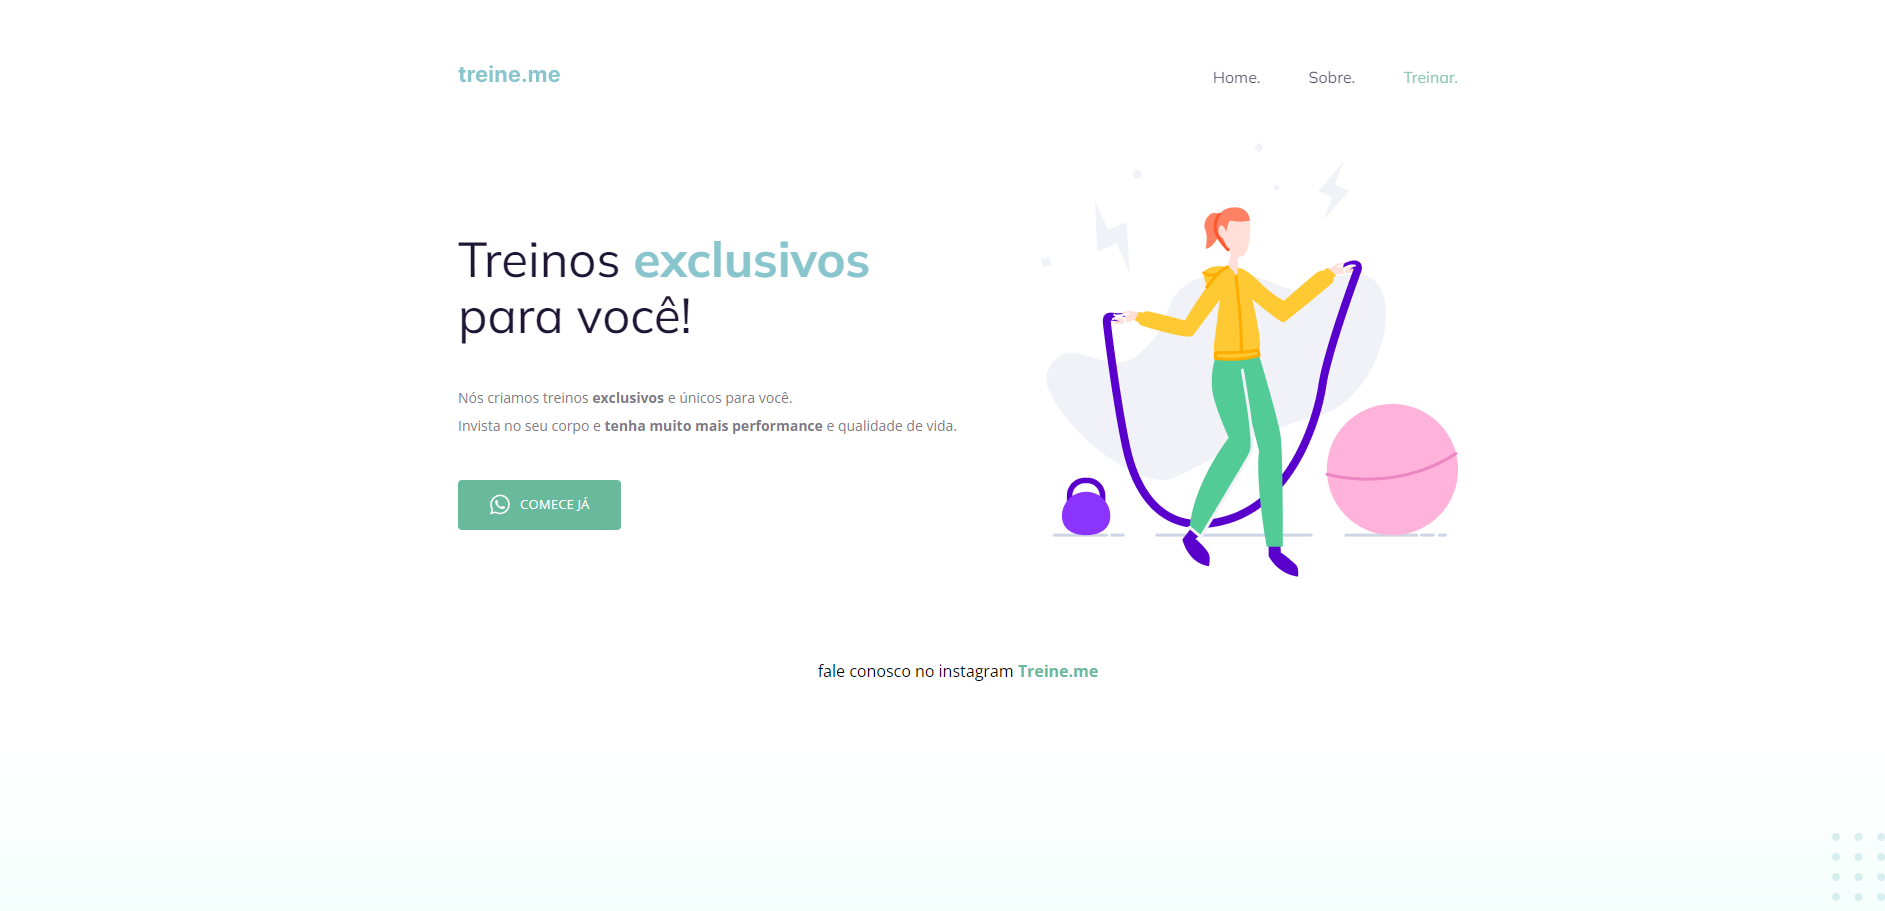 treine.me
Home. Sobre. Treinar.
Treinos exclusivos
para você!
Nós criamos treinos exclusivos e únicos para você.
Invista no seu corpo e tenha muito mais performance e qualidade de vida.
COMECE JÁ
fale conosco no instagram Treine.me